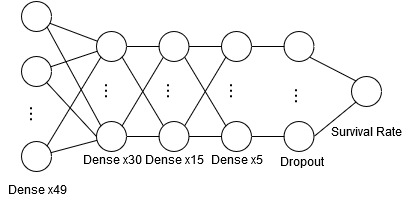 Survival Rate
Dense x30 Dense x15 Dense x5 Dropout
Dense x49